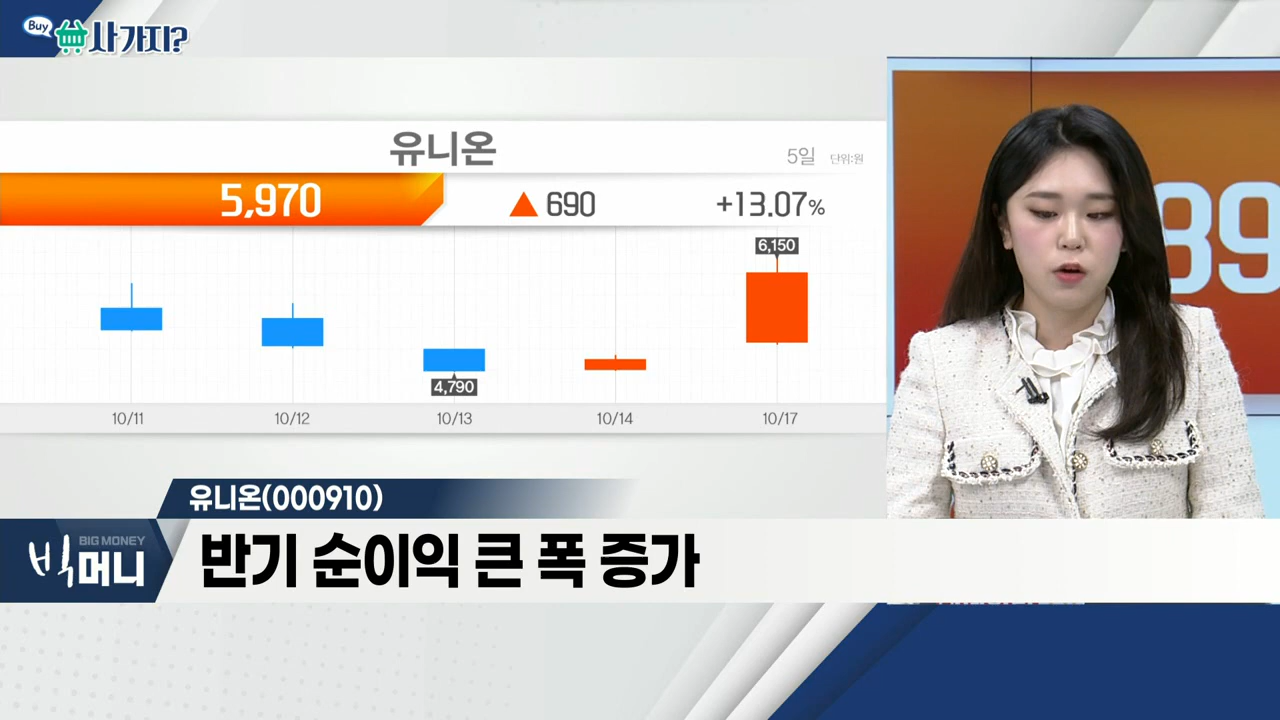 Buy 사가지?
유니온
5일 단위:원
5,970 ▲ 690 +13.07%
6,150
4,790
10/11 10/12 10/13 10/14 10/17
89
유니온(000910)
BIG MONEY
빅머니
반기 순이익 큰 폭 증가